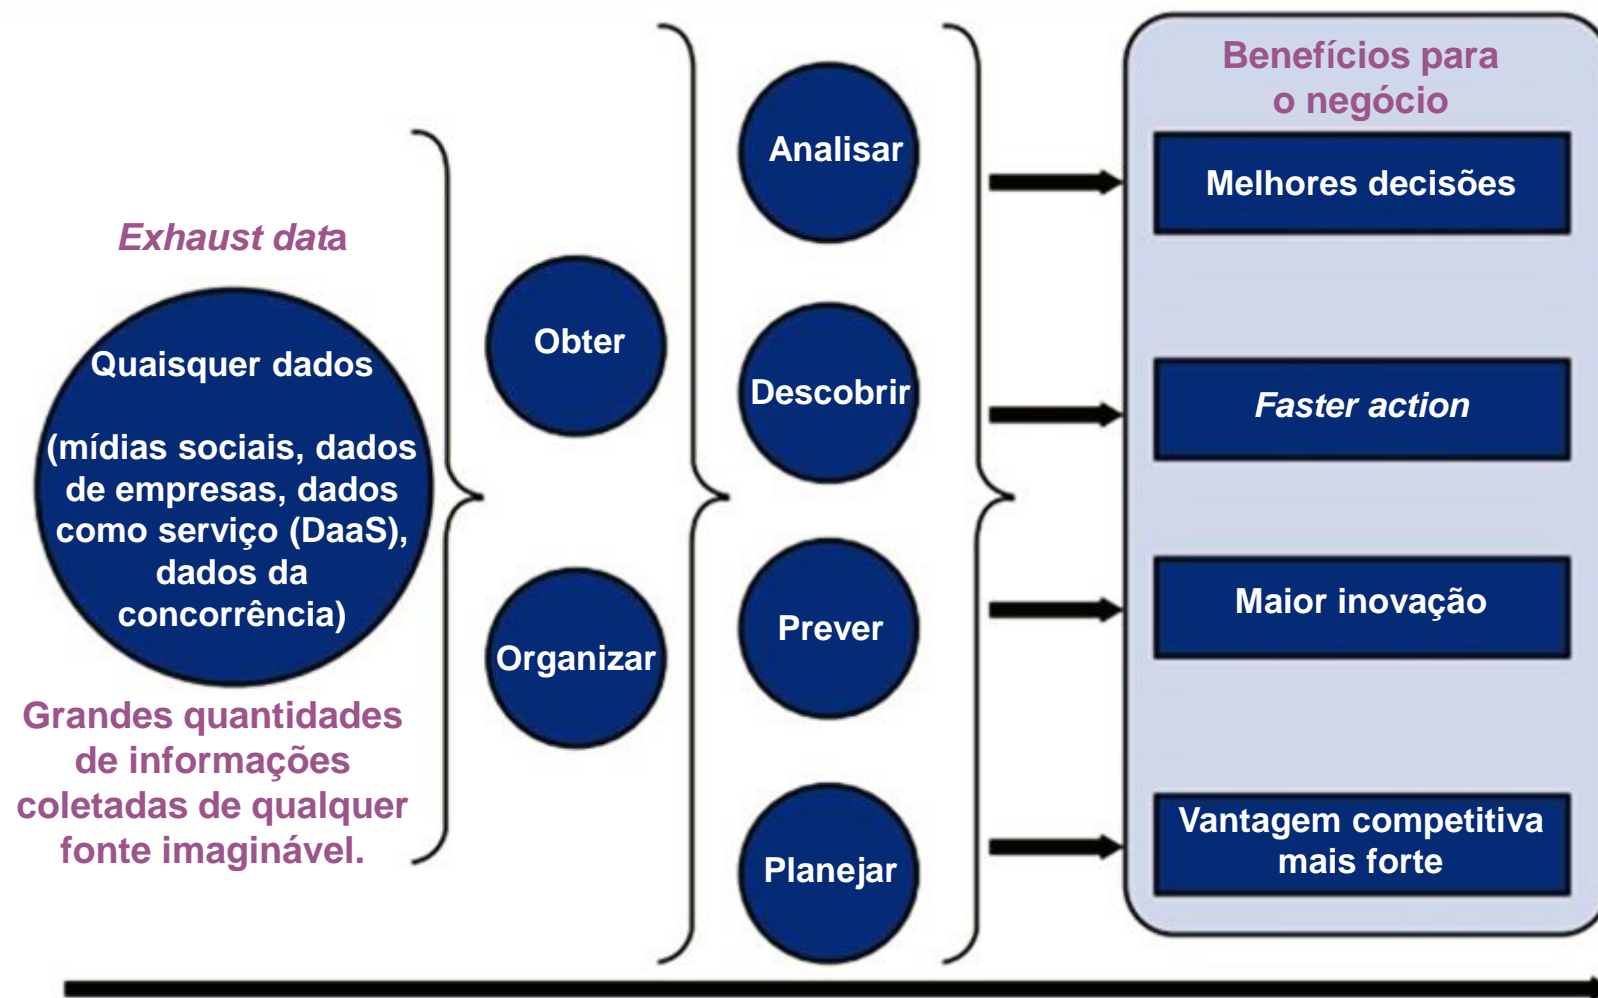 Exhaust data
Quaisquer dados
(mídias sociais, dados
de empresas, dados
como serviço (DaaS),
dados da
concorrência)
Grandes quantidades
de informações
coletadas de qualquer
fonte imaginável.
Obter
Organizar
Analisar
Descobrir
Prever
Planejar
Benefícios para
o negócio
Melhores decisões
Faster action
Maior inovação
Vantagem competitiva
mais forte